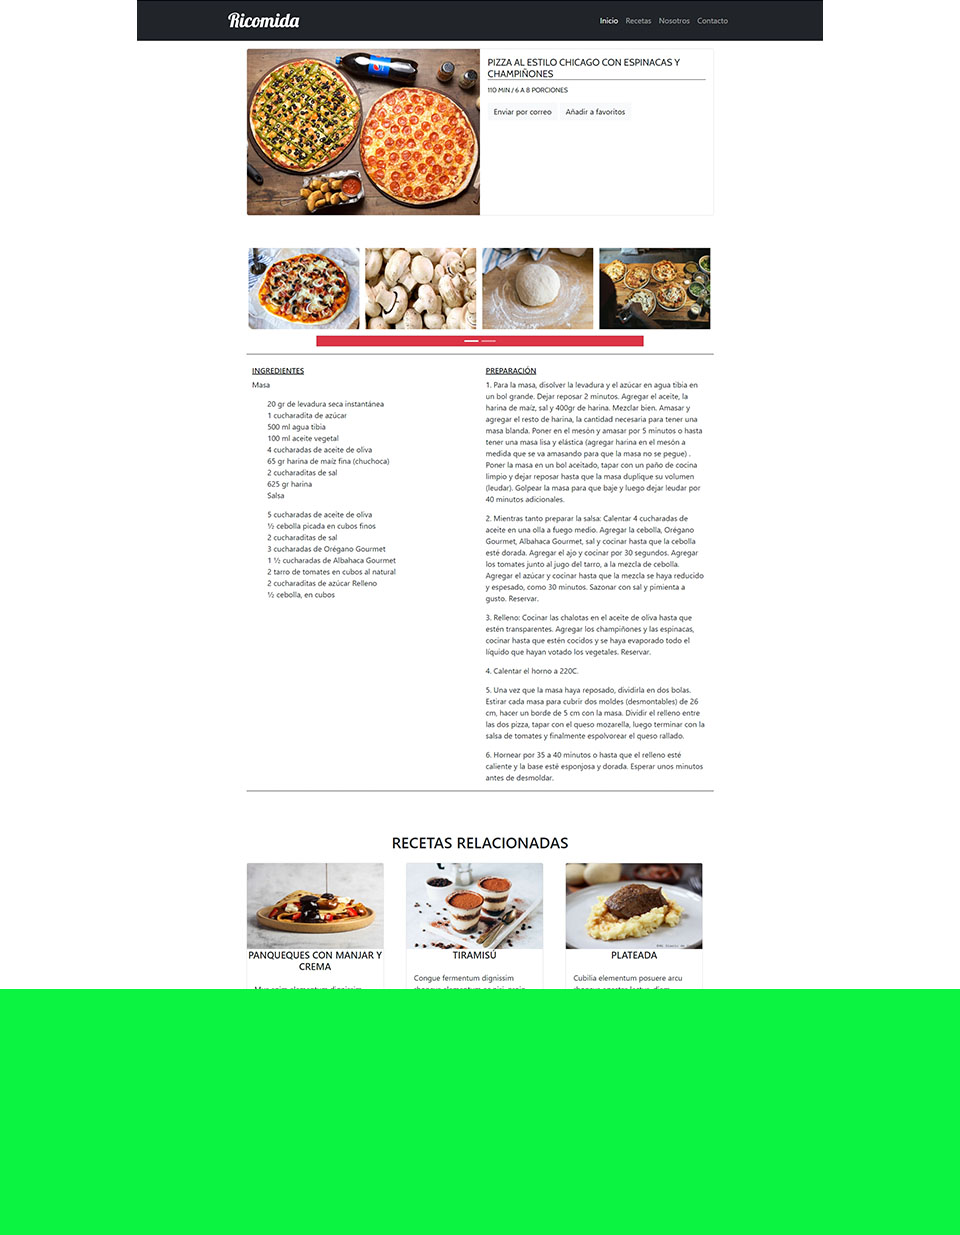 Ricomida
Inicio Recetas Nosotros Contacto
PIZZA AL ESTILO CHICAGO CON ESPINACAS Y
CHAMPIÑONES
110 MIN / 6 A 8 PORCIONES
Enviar por correo Añadir a favoritos
INGREDIENTES
Masa
20 gr de levadura seca instantánea
1 cucharadita de azúcar
500 ml agua tibia
100 ml aceite vegetal
4 cucharadas de aceite de oliva
65 gr harina de maíz fina (chuchoca)
2 cucharaditas de sal
625 gr harina
Salsa
5 cucharadas de aceite de oliva
½ cebolla picada en cubos finos
2 cucharaditas de sal
3 cucharadas de Orégano Gourmet
1 ½ cucharadas de Albahaca Gourmet
2 tarro de tomates en cubos al natural
2 cucharaditas de azúcar Relleno
½ cebolla, en cubos
PREPARACIÓN
1. Para la masa, disolver la levadura y el azúcar en agua tibia en
un bol grande. Dejar reposar 2 minutos. Agregar el aceite, la
harina de maíz, sal y 400gr de harina. Mezclar bien. Amasar y
agregar el resto de harina, la cantidad necesaria para tener una
masa blanda. Poner en el mesón y amasar por 5 minutos o hasta
tener una masa lisa y elástica (agregar harina en el mesón a
medida que se va amasando para que la masa no se pegue) .
Poner la masa en un bol aceitado, tapar con un paño de cocina
limpio y dejar reposar hasta que la masa duplique su volumen
(leudar). Golpear la masa para que baje y luego dejar leudar por
40 minutos adicionales.
2. Mientras tanto preparar la salsa: Calentar 4 cucharadas de
aceite en una olla a fuego medio. Agregar la cebolla, Orégano
Gourmet, Albahaca Gourmet, sal y cocinar hasta que la cebolla
esté dorada. Agregar el ajo y cocinar por 30 segundos. Agregar
los tomates junto al jugo del tarro, a la mezcla de cebolla.
Agregar el azúcar y cocinar hasta que la mezcla se haya reducido
y espesado, como 30 minutos. Sazonar con sal y pimienta a
gusto. Reservar.
3. Relleno: Cocinar las chalotas en el aceite de oliva hasta que
estén transparentes. Agregar los champiñones y las espinacas,
cocinar hasta que estén cocidos y se haya evaporado todo el
líquido que hayan votado los vegetales. Reservar.
4. Calentar el horno a 220C.
5. Una vez que la masa haya reposado, dividirla en dos bolas.
Estirar cada masa para cubrir dos moldes (desmontables) de 26
cm, hacer un borde de 5 cm con la masa. Dividir el relleno entre
las dos pizza, tapar con el queso mozarella, luego terminar con la
salsa de tomates y finalmente espolvorear el queso rallado.
6. Hornear por 35 a 40 minutos o hasta que el relleno esté
caliente y la base esté esponjosa y dorada. Esperar unos minutos
antes de desmoldar.
RECETAS RELACIONADAS
PANQUEQUES CON MANJAR Y
CREMA
TIRAMISÚ
Congue fermentum dignissim
PLATEADA
Cubilia elementum posuere arcu